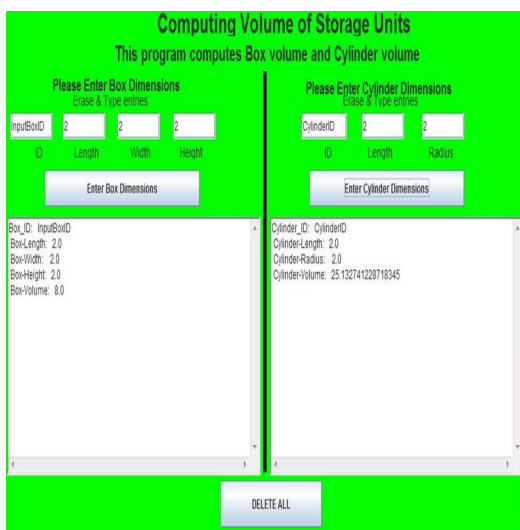 Computing Volume of Storage Units
This program computes Box volume and Cylinder volume
Please Enter Box Dimensions
Erase & Type entries
InputBoxID 2 2 2
ID Length Width Height
Enter Box Dimensions
Box_ID: InputBoxID
Box-Length: 2.0
Box-Width: 2.0
Box-Height: 2.0
Box-Volume: 8.0
Please Enter Cylinder Dimensions
Erase & Type entries
CylinderID 2 2
ID Length Radius
Enter Cylinder Dimensions
Cylinder_ID: CylinderID
Cylinder-Length: 2.0
Cylinder-Radius: 2.0
Cylinder-Volume: 25.132741228718345
DELETE ALL